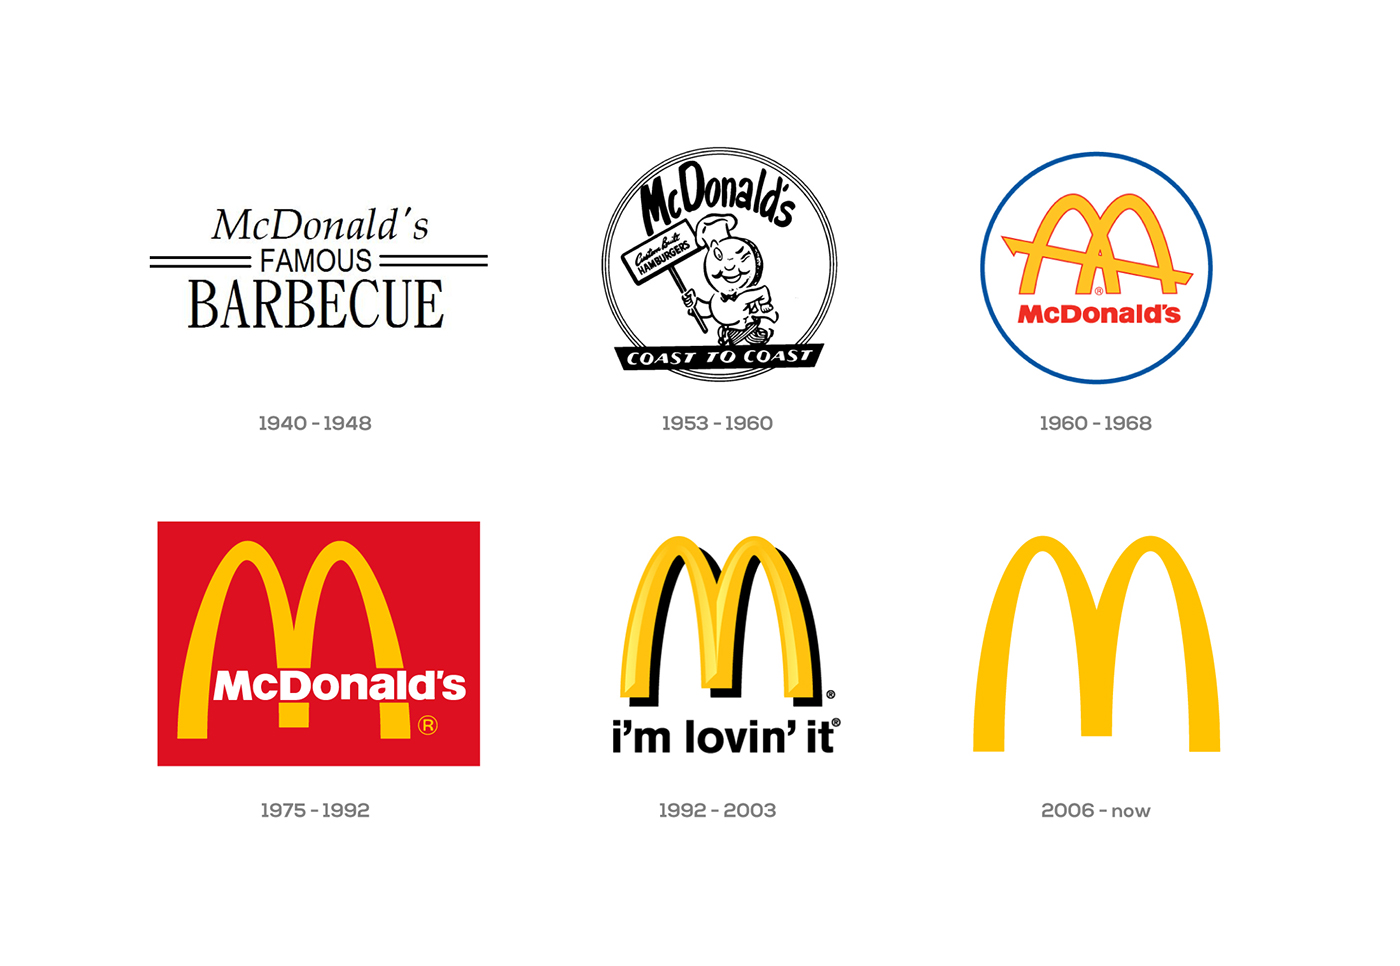 McDonald's
FAMOUS
BARBECUE
1940 - 1948
McDonald's
Custom Built
HAMBURGERS
COAST TO COAST
1953 - 1960
®
McDonald's
1960 - 1968
McDonald's
®
1975 - 1992
®
i'm lovin' it®
1992 - 2003
2006 - now